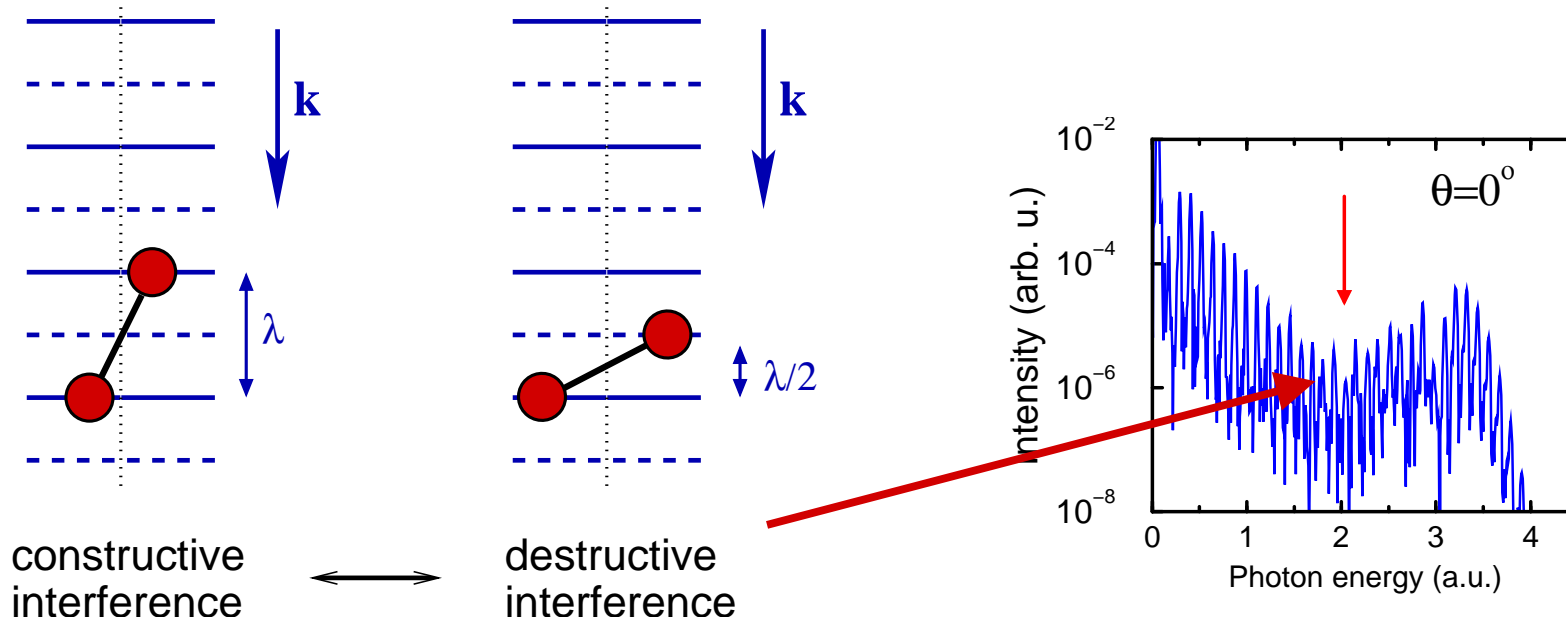 k
λ
constructive
interference
k
λ/2
destructive
interference
10⁻²
10⁻⁴
10⁻⁶
10⁻⁸
Intensity (arb. u.)
θ=0°
0 1 2 3 4
Photon energy (a.u.)